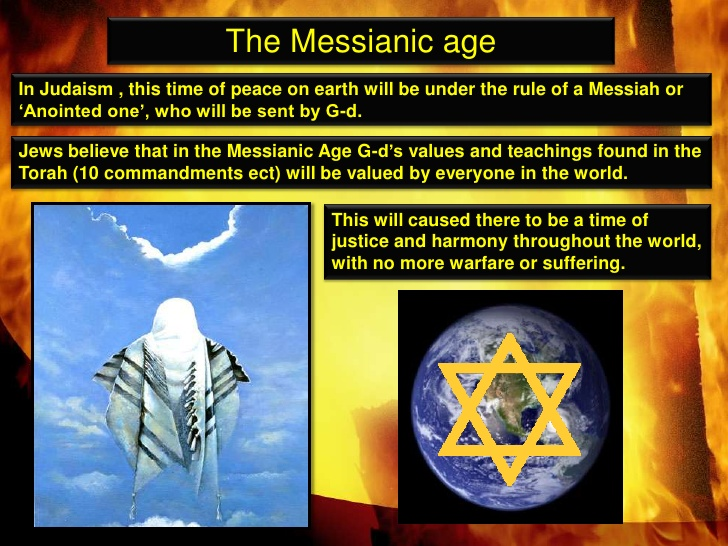 The Messianic age
In Judaism , this time of peace on earth will be under the rule of a Messiah or
‘Anointed one’, who will be sent by G-d.
Jews believe that in the Messianic Age G-d’s values and teachings found in the
Torah (10 commandments ect) will be valued by everyone in the world.
This will caused there to be a time of
justice and harmony throughout the world,
with no more warfare or suffering.